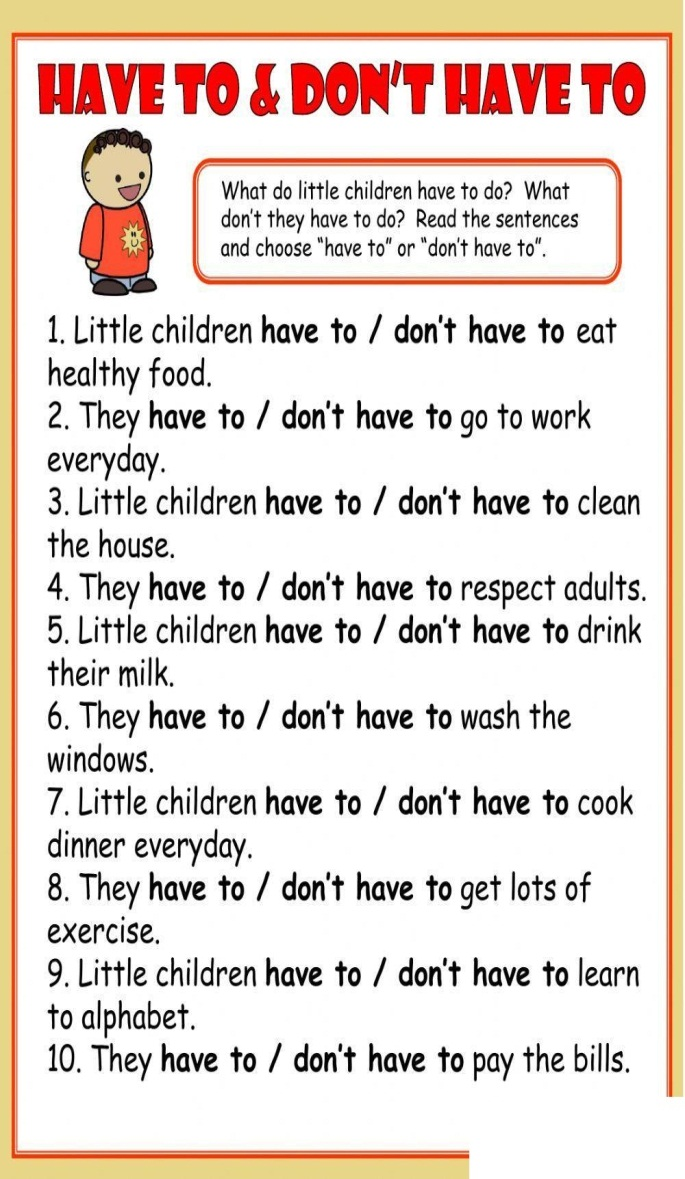 HAVE TO & DON'T HAVE TO
What do little children have to do? What
don't they have to do? Read the sentences
and choose "have to" or "don't have to".
1. Little children have to / don't have to eat
healthy food.
2. They have to / don't have to go to work
everyday.
3. Little children have to / don't have to clean
the house.
4. They have to / don't have to respect adults.
5. Little children have to / don't have to drink
their milk.
6. They have to / don't have to wash the
windows.
7. Little children have to / don't have to cook
dinner everyday.
8. They have to / don't have to get lots of
exercise.
9. Little children have to / don't have to learn
to alphabet.
10. They have to / don't have to pay the bills.